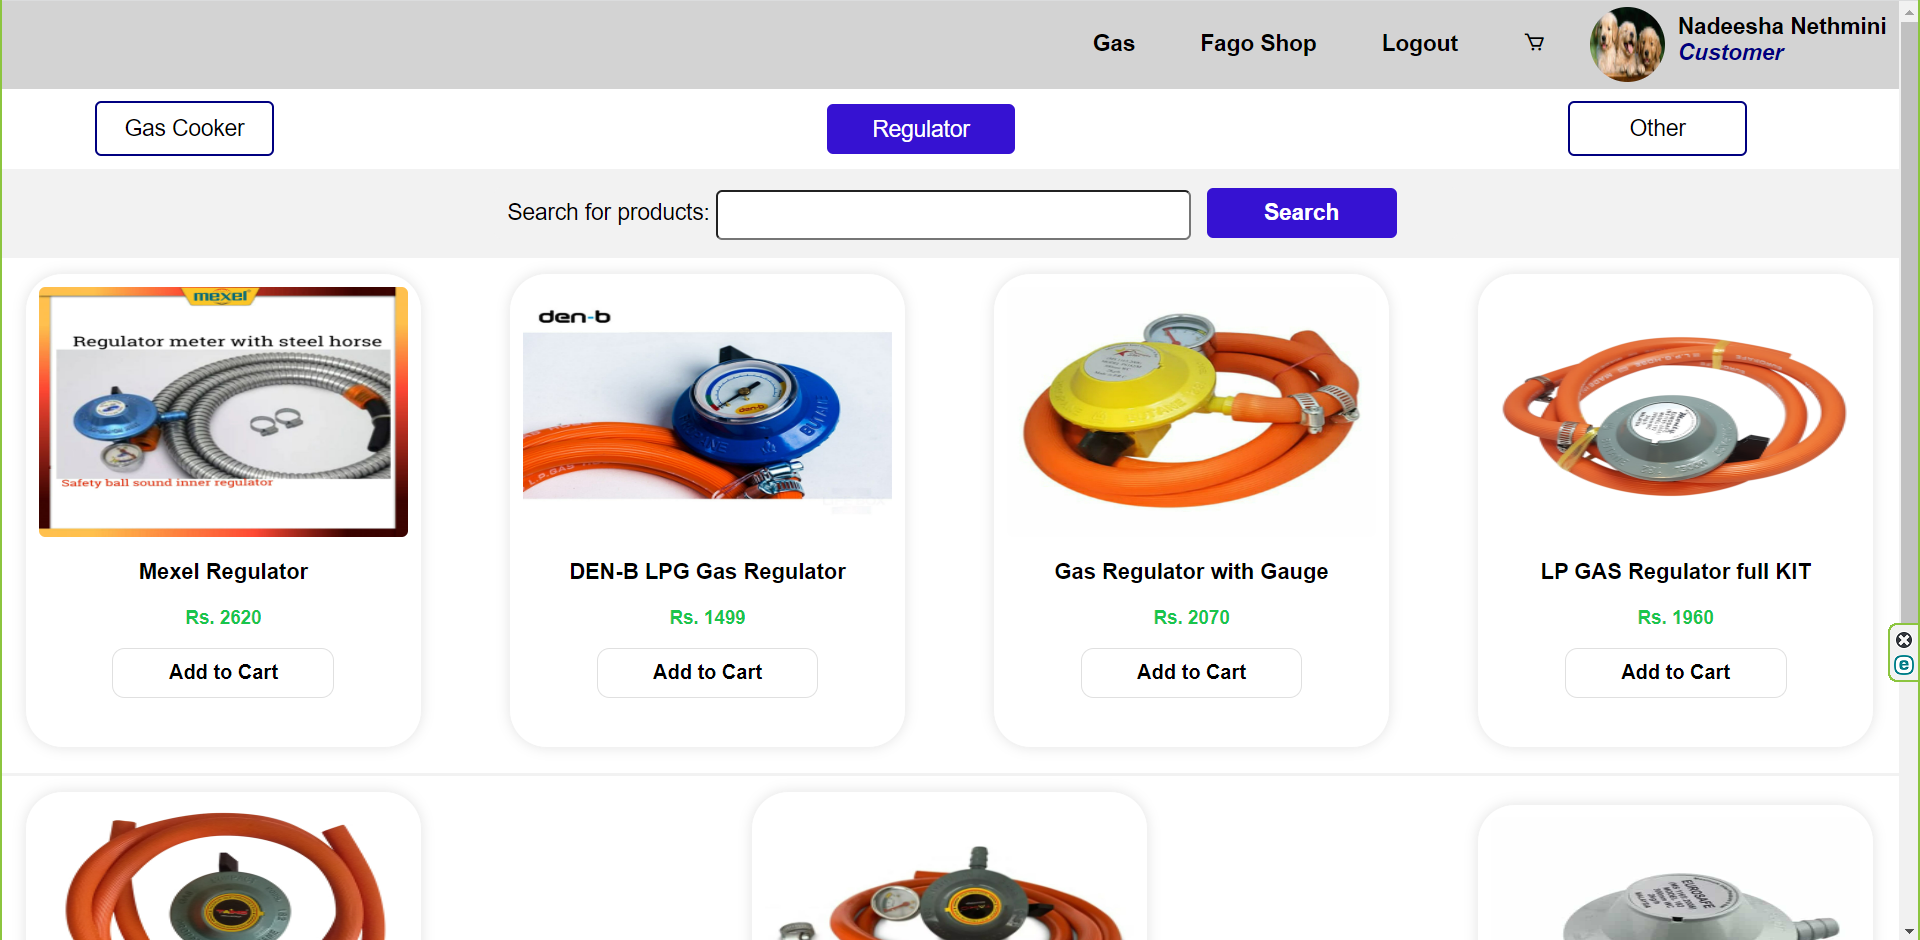 Gas
Fago Shop
Logout
Nadeesha Nethmini
Customer
Gas Cooker
Regulator
Other
Search for products:
Search
mexel
Regulator meter with steel horse
Safety ball sound inner regulator
den-b
den-b
L.P.GAS
Mexel Regulator
DEN-B LPG Gas Regulator
Gas Regulator with Gauge
LP GAS Regulator full KIT
Rs. 2620
Rs. 1499
Rs. 2070
Rs. 1960
Add to Cart
Add to Cart
Add to Cart
Add to Cart
EUROSAFE